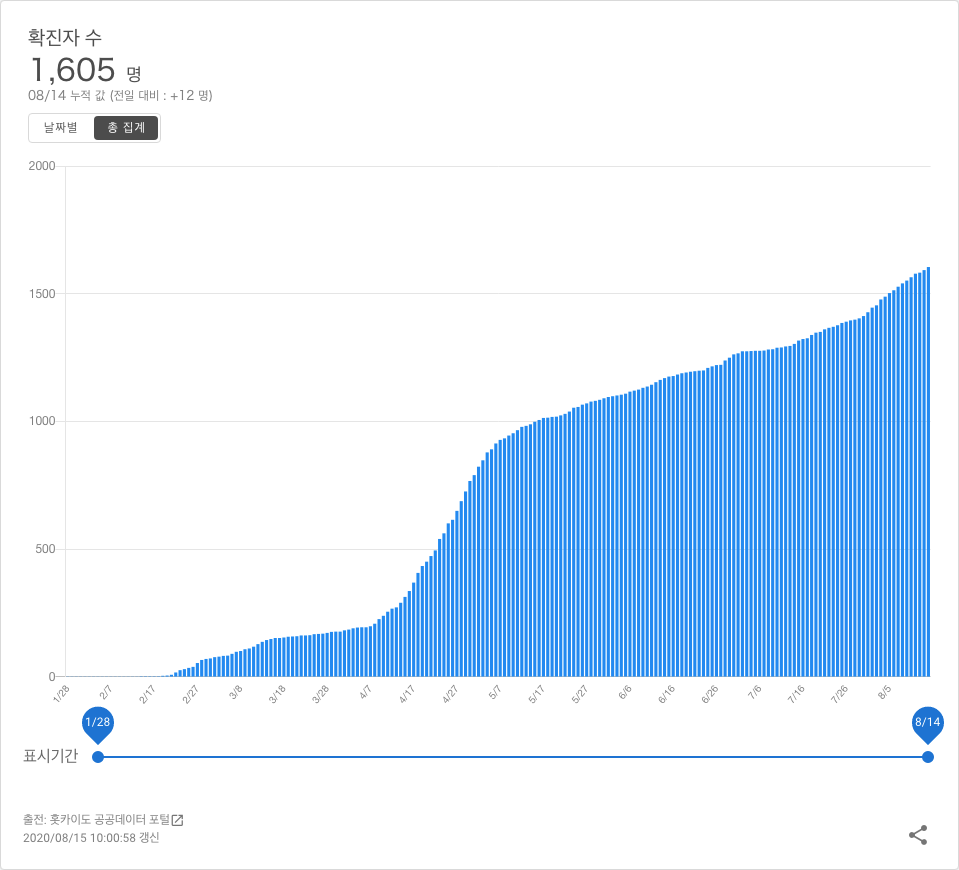 확진자 수
1,605 명
08/14 누적 값 (전일 대비 : +12 명)
날짜별 총 집계
2000
1500
1000
500
0
1/28 2/7 2/17 2/27 3/8 3/18 3/28 4/7 4/17 4/27 5/7 5/17 5/27 6/6 6/16 6/26 7/6 7/16 7/26 8/5
1/28 8/14
표시기간
출전: 홋카이도 공공데이터 포털
2020/08/15 10:00:58 갱신